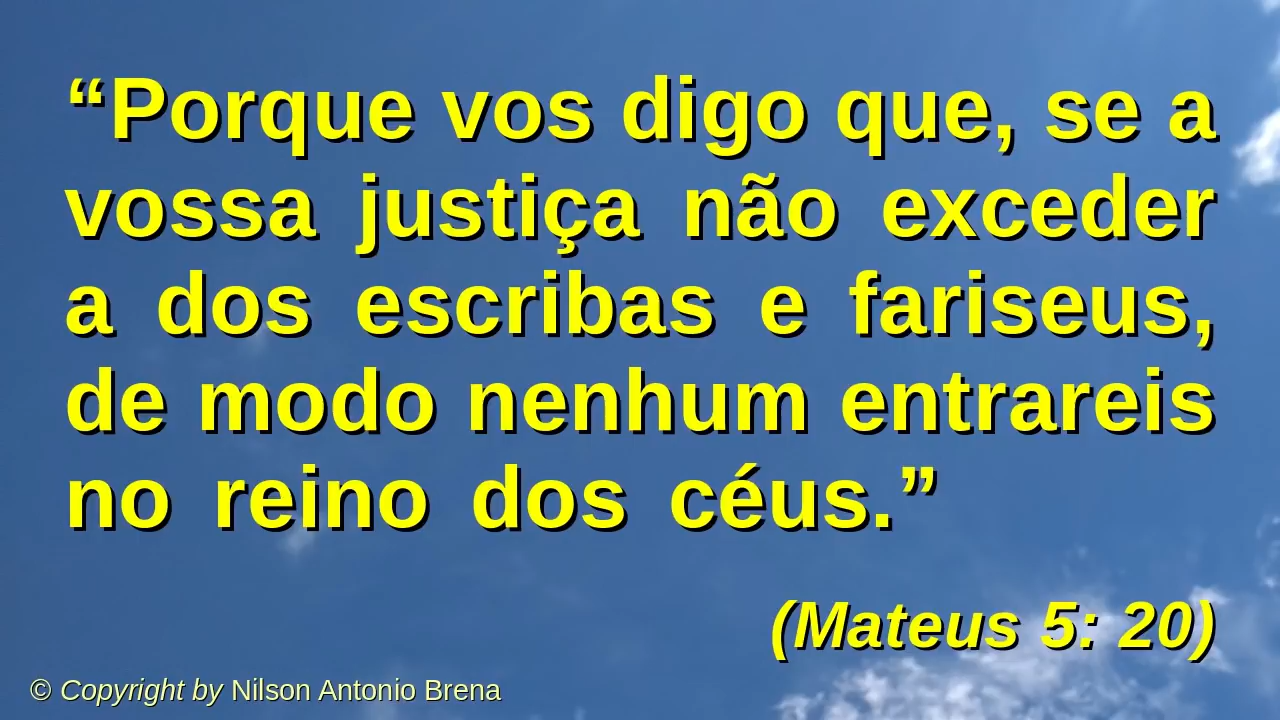 “Porque vos digo que, se a
vossa justiça não exceder
a dos escribas e fariseus,
de modo nenhum entrareis
no reino dos céus.”
(Mateus 5: 20)
© Copyright by Nilson Antonio Brena